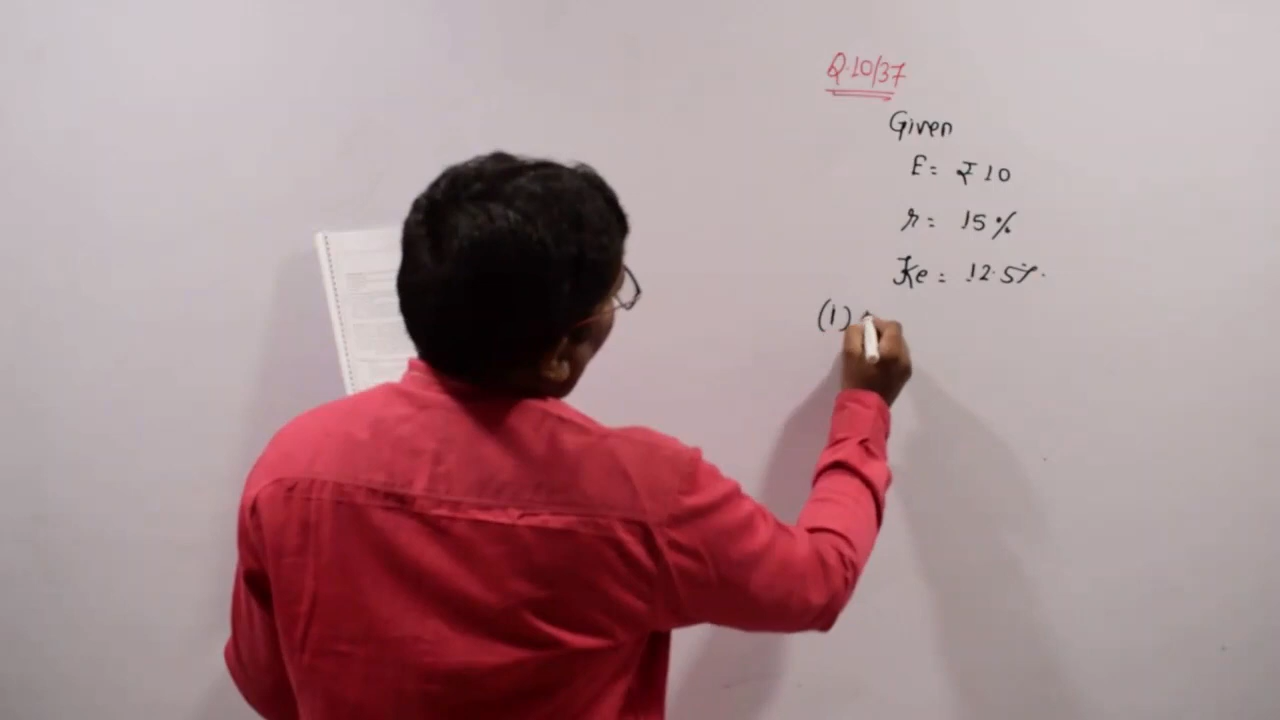 Q.10/37
Given
E = ₹10
r = 15%
Ke = 12.5%.
(1)